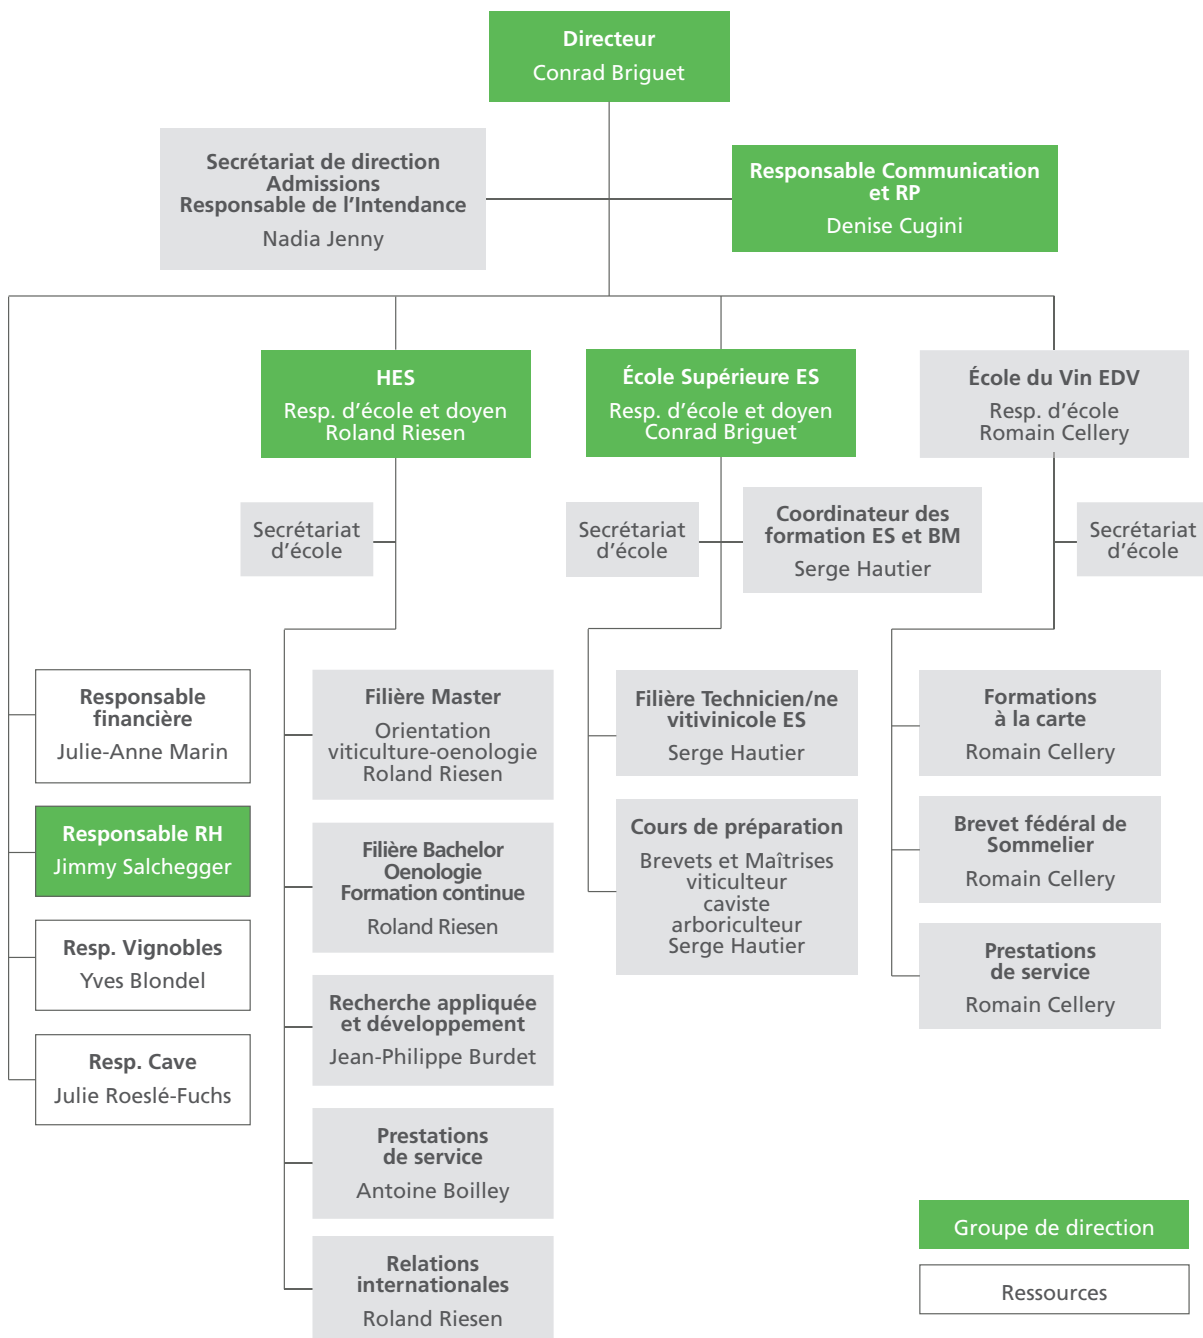 Directeur
Conrad Briguet
Secrétariat de direction
Admissions
Responsable de l'Intendance
Nadia Jenny
Responsable Communication
et RP
Denise Cugini
HES
Resp. d'école et doyen
Roland Riesen
École Supérieure ES
Resp. d'école et doyen
Conrad Briguet
École du Vin EDV
Resp. d'école
Romain Cellery
Secrétariat
d'école
Secrétariat
d'école
Coordinateur des
formation ES et BM
Serge Hautier
Secrétariat
d'école
Responsable
financière
Julie-Anne Marin
Responsable RH
Jimmy Salchegger
Resp. Vignobles
Yves Blondel
Resp. Cave
Julie Roeslé-Fuchs
Filière Master
Orientation
viticulture-oenologie
Roland Riesen
Filière Bachelor
Oenologie
Formation continue
Roland Riesen
Recherche appliquée
et développement
Jean-Philippe Burdet
Prestations
de service
Antoine Boilley
Relations
internationales
Roland Riesen
Filière Technicien/ne
vitivinicole ES
Serge Hautier
Cours de préparation
Brevets et Maîtrises
viticulteur
caviste
arboriculteur
Serge Hautier
Formations
à la carte
Romain Cellery
Brevet fédéral de
Sommelier
Romain Cellery
Prestations
de service
Romain Cellery
Groupe de direction
Ressources